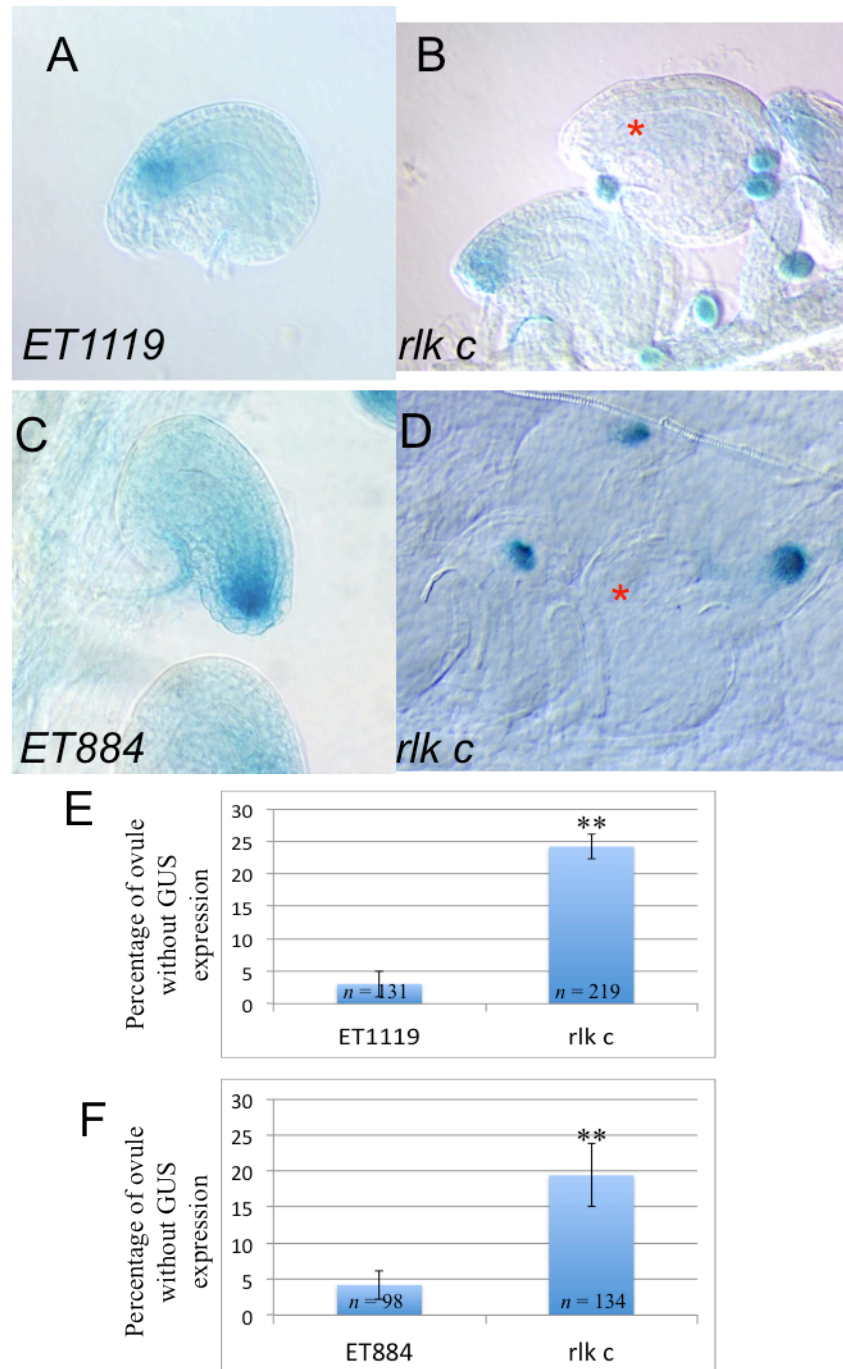 A
B
*
ET1119
rlk c
C
D
*
ET884
rlk c
E
Percentage of ovule
without GUS
expression
30
25
20
15
10
5
0
**
n = 131
n = 219
ET1119
rlk c
F
Percentage of ovule
without GUS
expression
30
25
20
15
10
5
0
**
n = 98
n = 134
ET884
rlk c